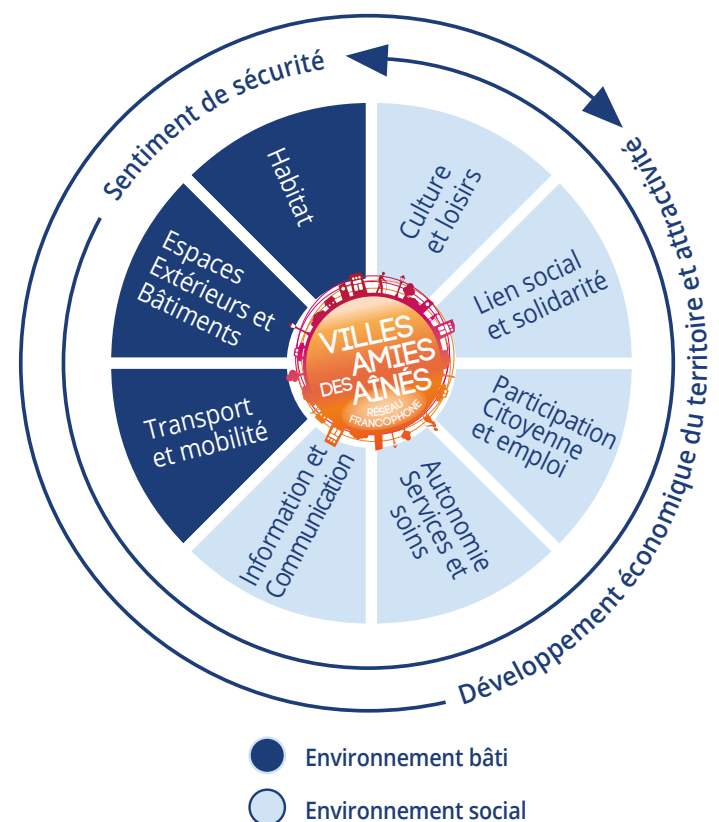 Sentiment de sécurité
Développement économique du territoire et attractivité
Habitat
Culture
et loisirs
Lien social
et solidarité
Participation
Citoyenne
et emploi
Autonomie
Services et
soins
Information et
Communication
Transport
et mobilité
Espaces
Extérieurs et
Bâtiments
VILLES
AMIES
DES AÎNÉS
RÉSEAU
FRANCOPHONE
Environnement bâti
Environnement social